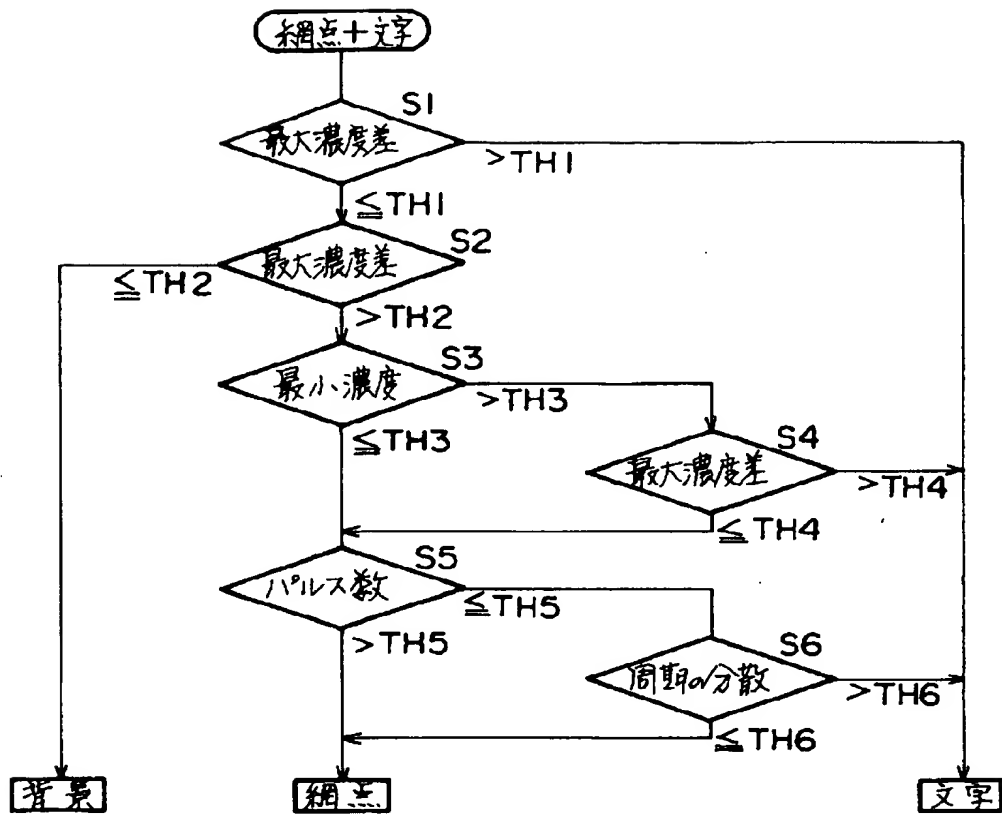 網点+文字
S1
最大濃度差
>TH1
≦TH1
S2
最大濃度差
≦TH2
>TH2
S3
最小濃度
>TH3
≦TH3
S4
最大濃度差
>TH4
≦TH4
S5
パルス数
≦TH5
>TH5
S6
周期の分散
>TH6
≦TH6
背景
網点
文字